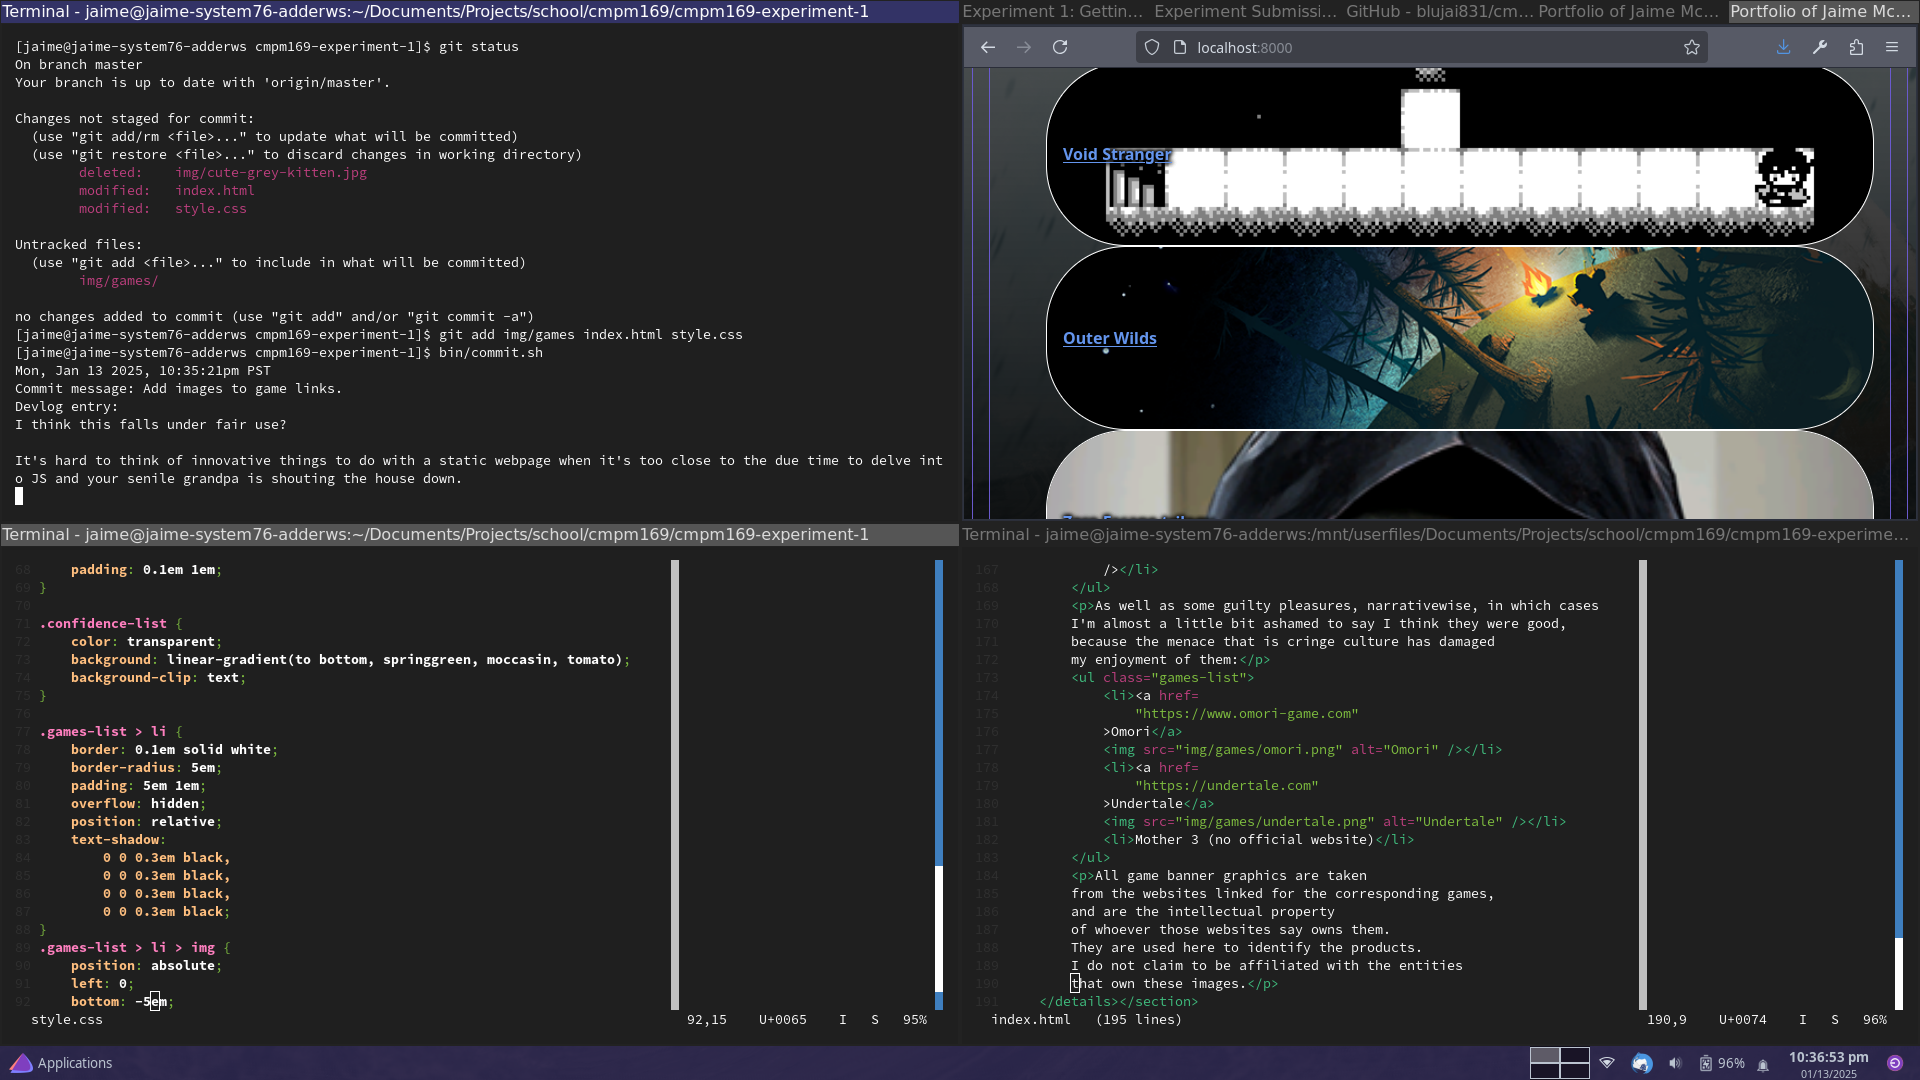 Terminal - jaime@jaime-system76-adderws:~/Documents/Projects/school/cmpm169/cmpm169-experiment-1
[jaime@jaime-system76-adderws cmpm169-experiment-1]$ git status
On branch master
Your branch is up to date with 'origin/master'.
Changes not staged for commit:
(use "git add/rm <file>..." to update what will be committed)
(use "git restore <file>..." to discard changes in working directory)
deleted: img/cute-grey-kitten.jpg
modified: index.html
modified: style.css
Untracked files:
(use "git add <file>..." to include in what will be committed)
img/games/
no changes added to commit (use "git add" and/or "git commit -a")
[jaime@jaime-system76-adderws cmpm169-experiment-1]$ git add img/games index.html style.css
[jaime@jaime-system76-adderws cmpm169-experiment-1]$ bin/commit.sh
Mon, Jan 13 2025, 10:35:21pm PST
Commit message: Add images to game links.
Devlog entry:
I think this falls under fair use?
It's hard to think of innovative things to do with a static webpage when it's too close to the due time to delve int
o JS and your senile grandpa is shouting the house down.
Experiment 1: Gettin... Experiment Submissi... GitHub - blujai831/cm... Portfolio of Jaime Mc... Portfolio of Jaime Mc...
localhost:8000
Void Stranger
Outer Wilds
Terminal - jaime@jaime-system76-adderws:~/Documents/Projects/school/cmpm169/cmpm169-experiment-1
68 padding: 0.1em 1em;
69 }
70
71 .confidence-list {
72 color: transparent;
73 background: linear-gradient(to bottom, springgreen, moccasin, tomato);
74 background-clip: text;
75 }
76
77 .games-list > li {
78 border: 0.1em solid white;
79 border-radius: 5em;
80 padding: 5em 1em;
81 overflow: hidden;
82 position: relative;
83 text-shadow:
84 0 0 0.3em black,
85 0 0 0.3em black,
86 0 0 0.3em black,
87 0 0 0.3em black;
88 }
89 .games-list > li > img {
90 position: absolute;
91 left: 0;
92 bottom: -5em;
style.css 92,15 U+0065 I S 95%
Terminal - jaime@jaime-system76-adderws:/mnt/userfiles/Documents/Projects/school/cmpm169/cmpm169-experime...
167 /></li>
168 </ul>
169 <p>As well as some guilty pleasures, narrativewise, in which cases
170 I'm almost a little bit ashamed to say I think they were good,
171 because the menace that is cringe culture has damaged
172 my enjoyment of them:</p>
173 <ul class="games-list">
174 <li><a href=
175 "https://www.omori-game.com"
176 >Omori</a>
177 <img src="img/games/omori.png" alt="Omori" /></li>
178 <li><a href=
179 "https://undertale.com"
180 >Undertale</a>
181 <img src="img/games/undertale.png" alt="Undertale" /></li>
182 <li>Mother 3 (no official website)</li>
183 </ul>
184 <p>All game banner graphics are taken
185 from the websites linked for the corresponding games,
186 and are the intellectual property
187 of whoever those websites say owns them.
188 They are used here to identify the products.
189 I do not claim to be affiliated with the entities
190 that own these images.</p>
191 </details></section>
index.html (195 lines) 190,9 U+0074 I S 96%
Applications
96%
10:36:53 pm
01/13/2025